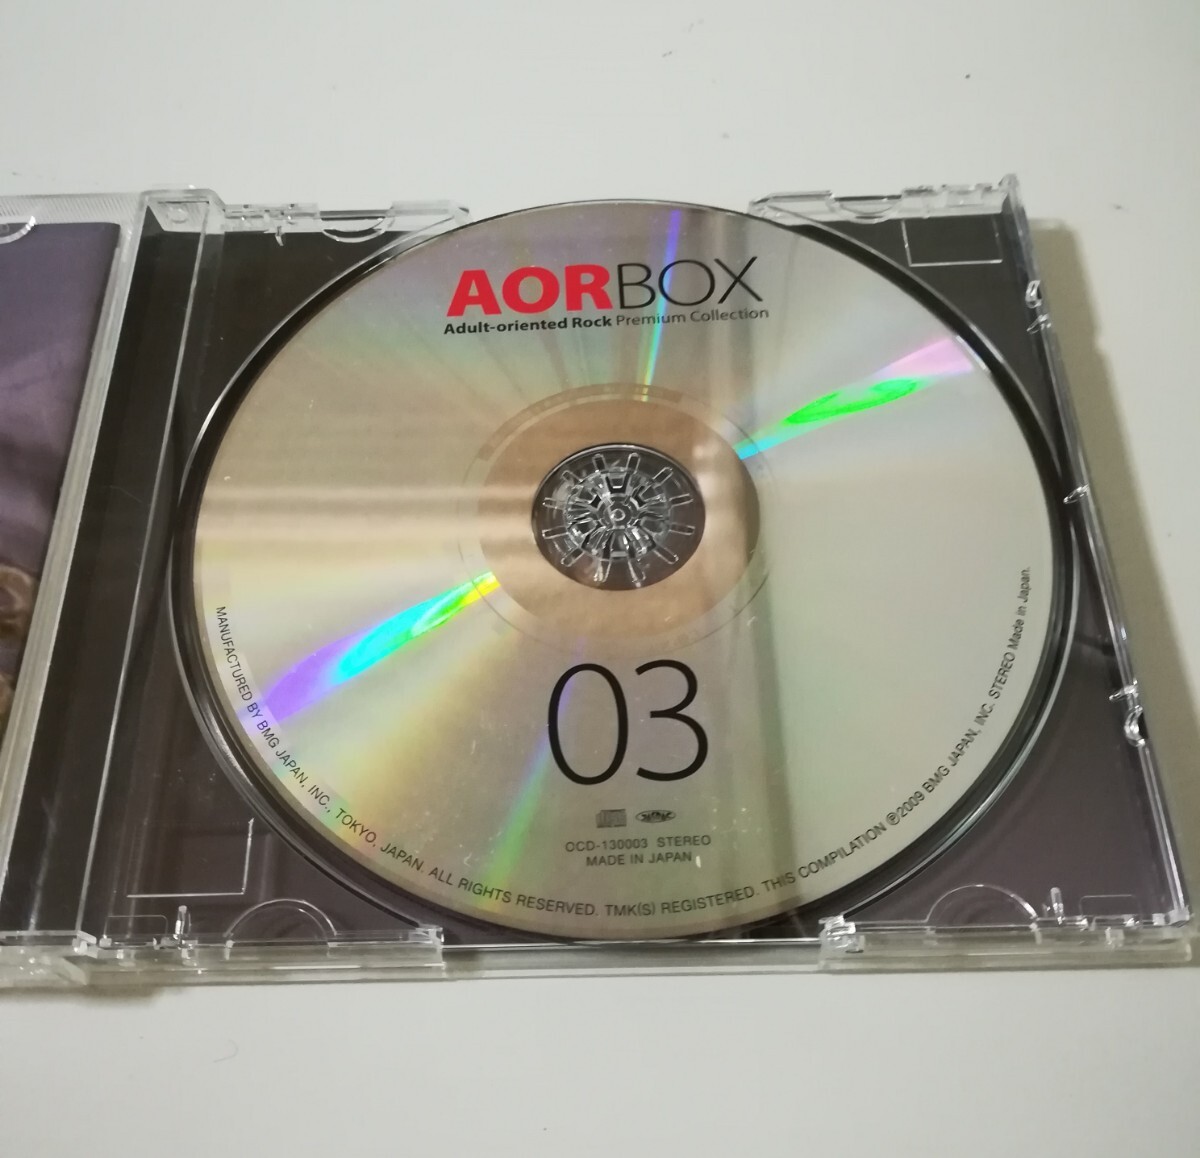 AORBOX
Adult-oriented Rock Premium Collection
03
OCD-130003 STEREO
MADE IN JAPAN
MANUFACTURED BY BMG JAPAN, INC., TOKYO, JAPAN. ALL RIGHTS RESERVED. TMK(S) REGISTERED. THIS COMPILATION ℗2009 BMG JAPAN, INC. STEREO Made in Japan.